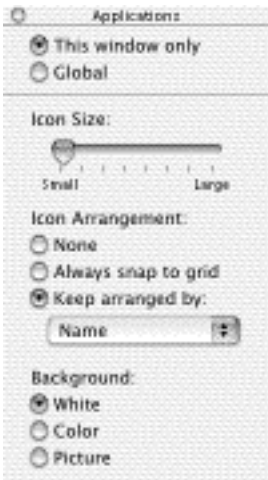 Applications
This window only
Global
Icon Size:
Small Large
Icon Arrangement:
None
Always snap to grid
Keep arranged by:
Name
Background:
White
Color
Picture